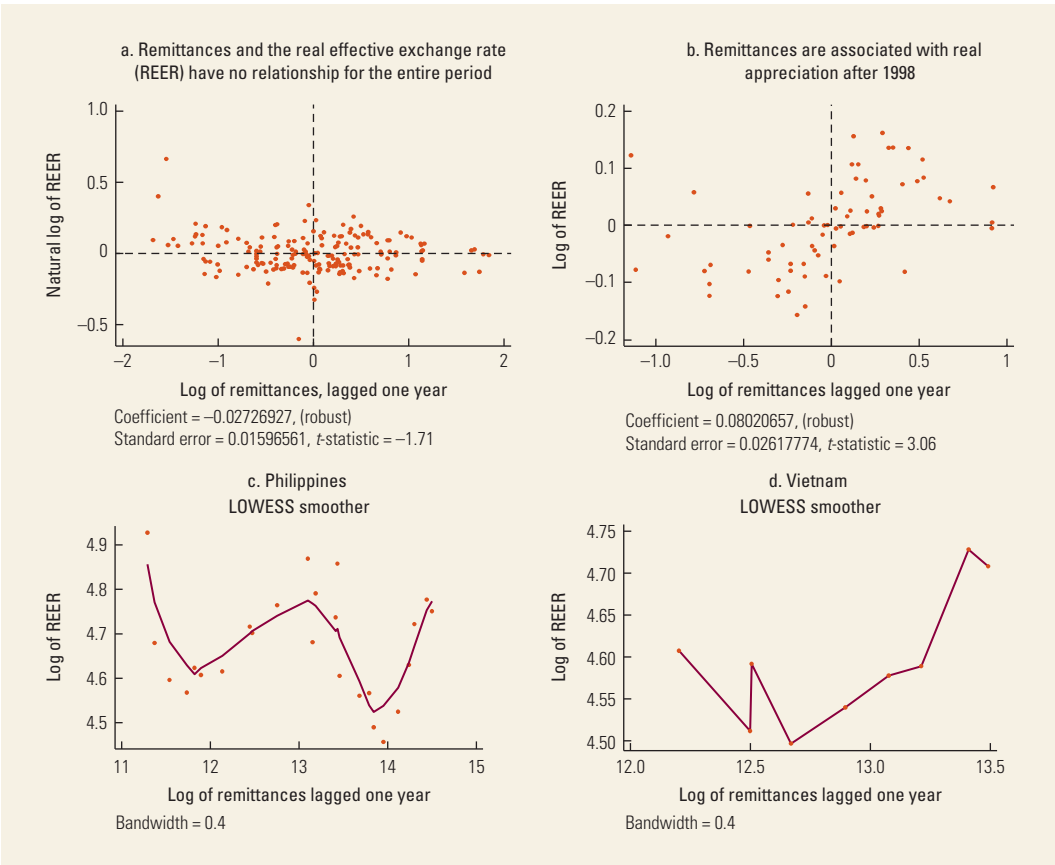 a. Remittances and the real effective exchange rate
(REER) have no relationship for the entire period
Natural log of REER
1.0
0.5
0
–0.5
–2
–1
0
1
2
Log of remittances, lagged one year
Coefficient = –0.02726927, (robust)
Standard error = 0.01596561, t-statistic = –1.71
b. Remittances are associated with real
appreciation after 1998
Log of REER
0.2
0.1
0
–0.1
–0.2
–1.0
–0.5
0
0.5
1
Log of remittances lagged one year
Coefficient = 0.08020657, (robust)
Standard error = 0.02617774, t-statistic = 3.06
c. Philippines
LOWESS smoother
Log of REER
4.9
4.8
4.7
4.6
4.5
11
12
13
14
15
Log of remittances lagged one year
Bandwidth = 0.4
d. Vietnam
LOWESS smoother
Log of REER
4.75
4.70
4.65
4.60
4.55
4.50
12.0
12.5
13.0
13.5
Log of remittances lagged one year
Bandwidth = 0.4